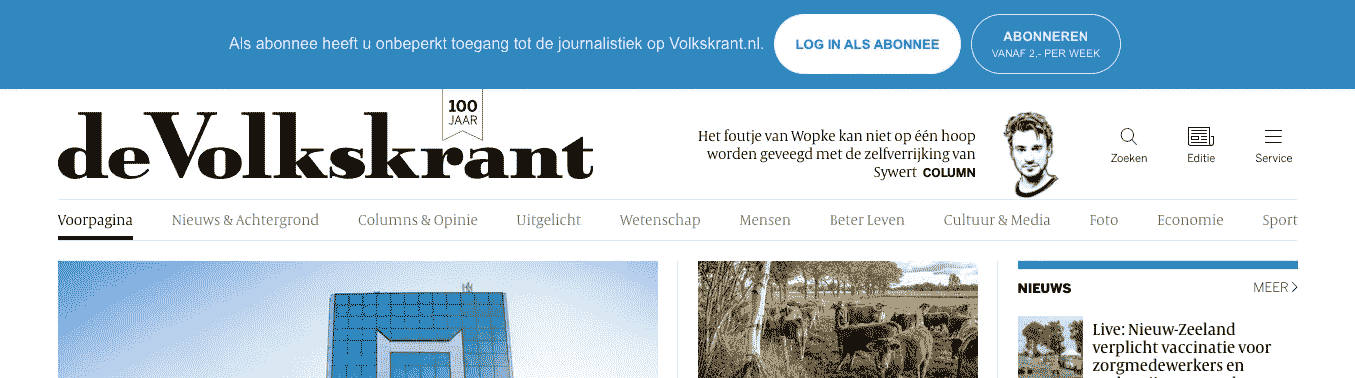 Als abonnee heeft u onbeperkt toegang tot de journalistiek op Volkskrant.nl.
LOG IN ALS ABONNEE
ABONNEREN
VANAF 2,- PER WEEK
de Volkskrant
100
JAAR
Het foutje van Wopke kan niet op één hoop
worden geveegd met de zelfverrijking van
Sywert COLUMN
Zoeken
Editie
Service
Voorpagina
Nieuws & Achtergrond
Columns & Opinie
Uitgelicht
Wetenschap
Mensen
Beter Leven
Cultuur & Media
Foto
Economie
Sport
NIEUWS
MEER
Live: Nieuw-Zeeland
verplicht vaccinatie voor
zorgmedewerkers en